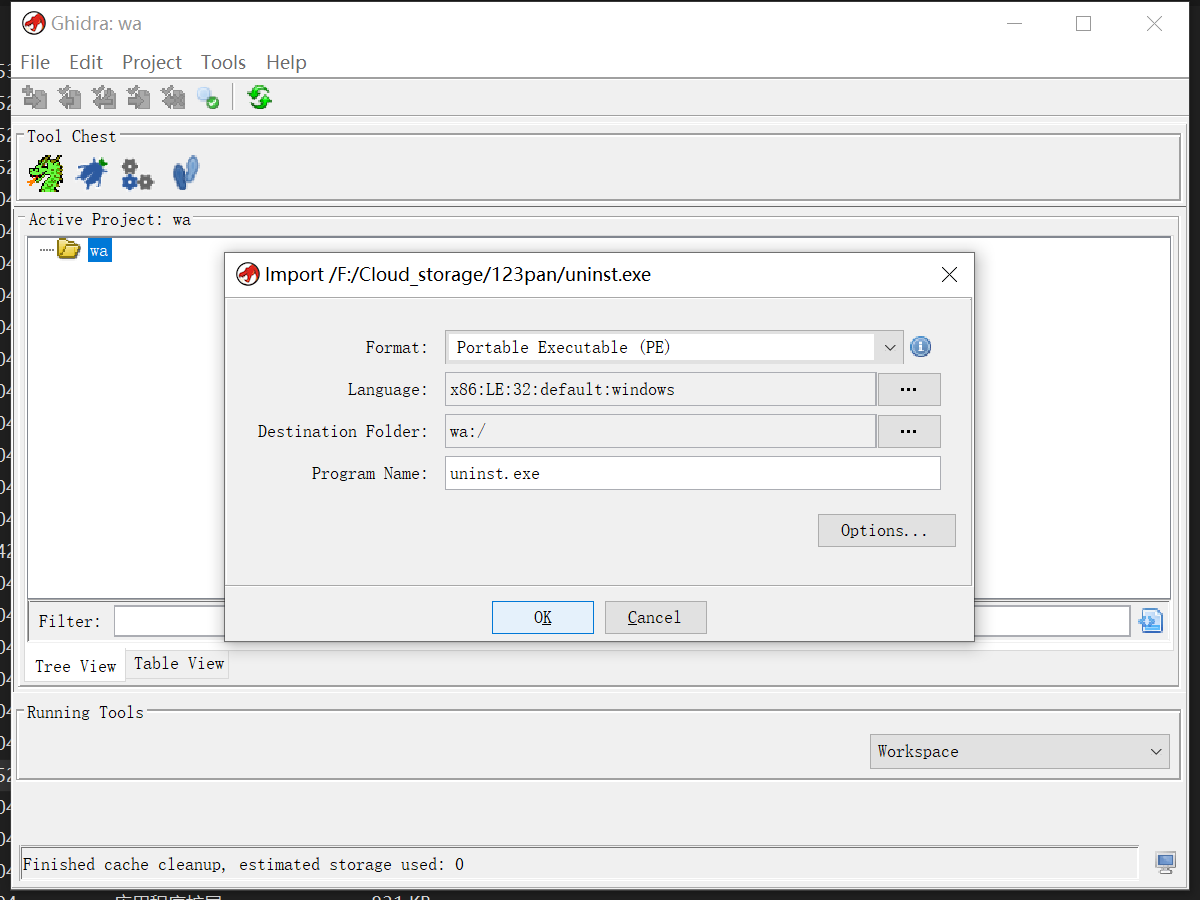 Ghidra: wa
File Edit Project Tools Help
Tool Chest
Active Project: wa
wa
Import /F:/Cloud_storage/123pan/uninst.exe
Format: Portable Executable (PE)
Language: x86:LE:32:default:windows ...
Destination Folder: wa:/ ...
Program Name: uninst.exe
Options...
OK Cancel
Filter:
Tree View Table View
Running Tools
Workspace
Finished cache cleanup, estimated storage used: 0